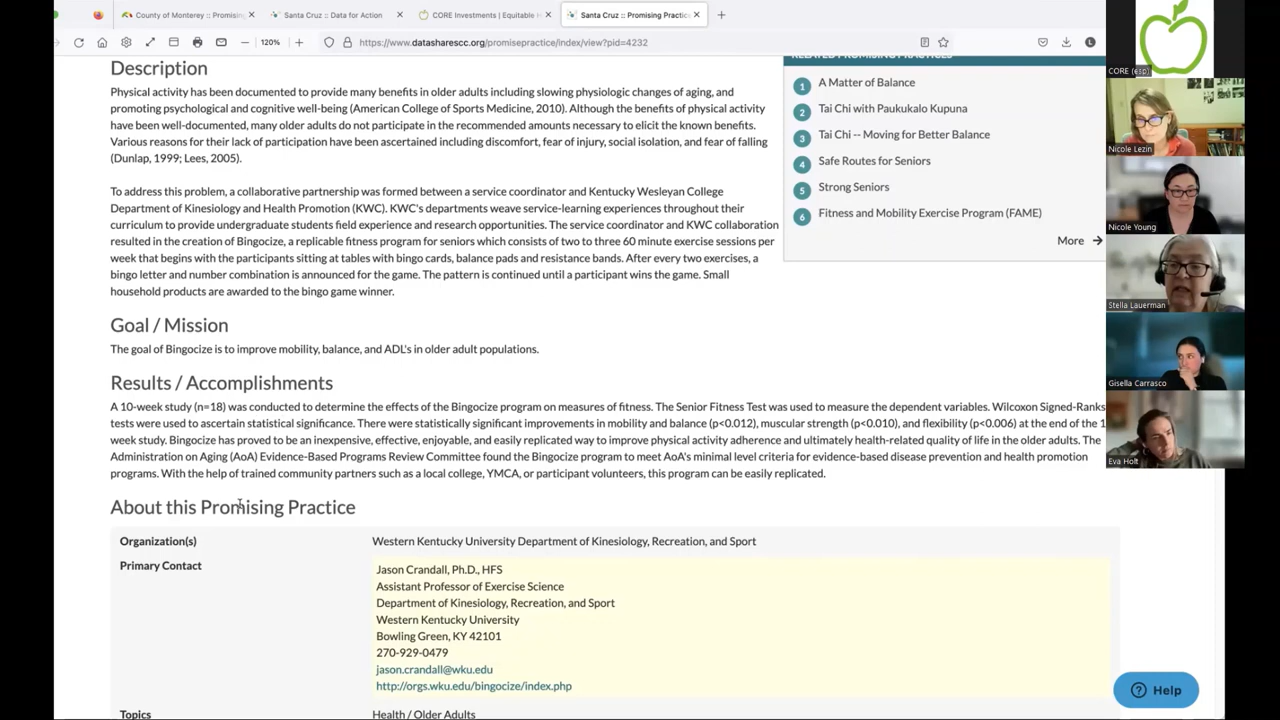 County of Monterey :: Promising
Santa Cruz :: Data for Action
CORE Investments | Equitable H
Santa Cruz :: Promising Practice
120%
https://www.datasharescc.org/promisepractice/index/view?pid=4232
Description
Physical activity has been documented to provide many benefits in older adults including slowing physiologic changes of aging, and
promoting psychological and cognitive well-being (American College of Sports Medicine, 2010). Although the benefits of physical activity
have been well-documented, many older adults do not participate in the recommended amounts necessary to elicit the known benefits.
Various reasons for their lack of participation have been ascertained including discomfort, fear of injury, social isolation, and fear of falling
(Dunlap, 1999; Lees, 2005).
To address this problem, a collaborative partnership was formed between a service coordinator and Kentucky Wesleyan College
Department of Kinesiology and Health Promotion (KWC). KWC's departments weave service-learning experiences throughout their
curriculum to provide undergraduate students field experience and research opportunities. The service coordinator and KWC collaboration
resulted in the creation of Bingocize, a replicable fitness program for seniors which consists of two to three 60 minute exercise sessions per
week that begins with the participants sitting at tables with bingo cards, balance pads and resistance bands. After every two exercises, a
bingo letter and number combination is announced for the game. The pattern is continued until a participant wins the game. Small
household products are awarded to the bingo game winner.
RELATED PROMISING PRACTICES
1 A Matter of Balance
2 Tai Chi with Paukukalo Kupuna
3 Tai Chi -- Moving for Better Balance
4 Safe Routes for Seniors
5 Strong Seniors
6 Fitness and Mobility Exercise Program (FAME)
More
Goal / Mission
The goal of Bingocize is to improve mobility, balance, and ADL's in older adult populations.
Results / Accomplishments
A 10-week study (n=18) was conducted to determine the effects of the Bingocize program on measures of fitness. The Senior Fitness Test was used to measure the dependent variables. Wilcoxon Signed-Ranks
tests were used to ascertain statistical significance. There were statistically significant improvements in mobility and balance (p<0.012), muscular strength (p<0.010), and flexibility (p<0.006) at the end of the 1
week study. Bingocize has proved to be an inexpensive, effective, enjoyable, and easily replicated way to improve physical activity adherence and ultimately health-related quality of life in the older adults. The
Administration on Aging (AoA) Evidence-Based Programs Review Committee found the Bingocize program to meet AoA's minimal level criteria for evidence-based disease prevention and health promotion
programs. With the help of trained community partners such as a local college, YMCA, or participant volunteers, this program can be easily replicated.
About this Promising Practice
Organization(s)
Western Kentucky University Department of Kinesiology, Recreation, and Sport
Primary Contact
Jason Crandall, Ph.D., HFS
Assistant Professor of Exercise Science
Department of Kinesiology, Recreation, and Sport
Western Kentucky University
Bowling Green, KY 42101
270-929-0479
jason.crandall@wku.edu
http://orgs.wku.edu/bingocize/index.php
Topics
Health / Older Adults
Help
CORE (esp)
Nicole Lezin
Nicole Young
Stella Lauerman
Gisella Carrasco
Eva Holt